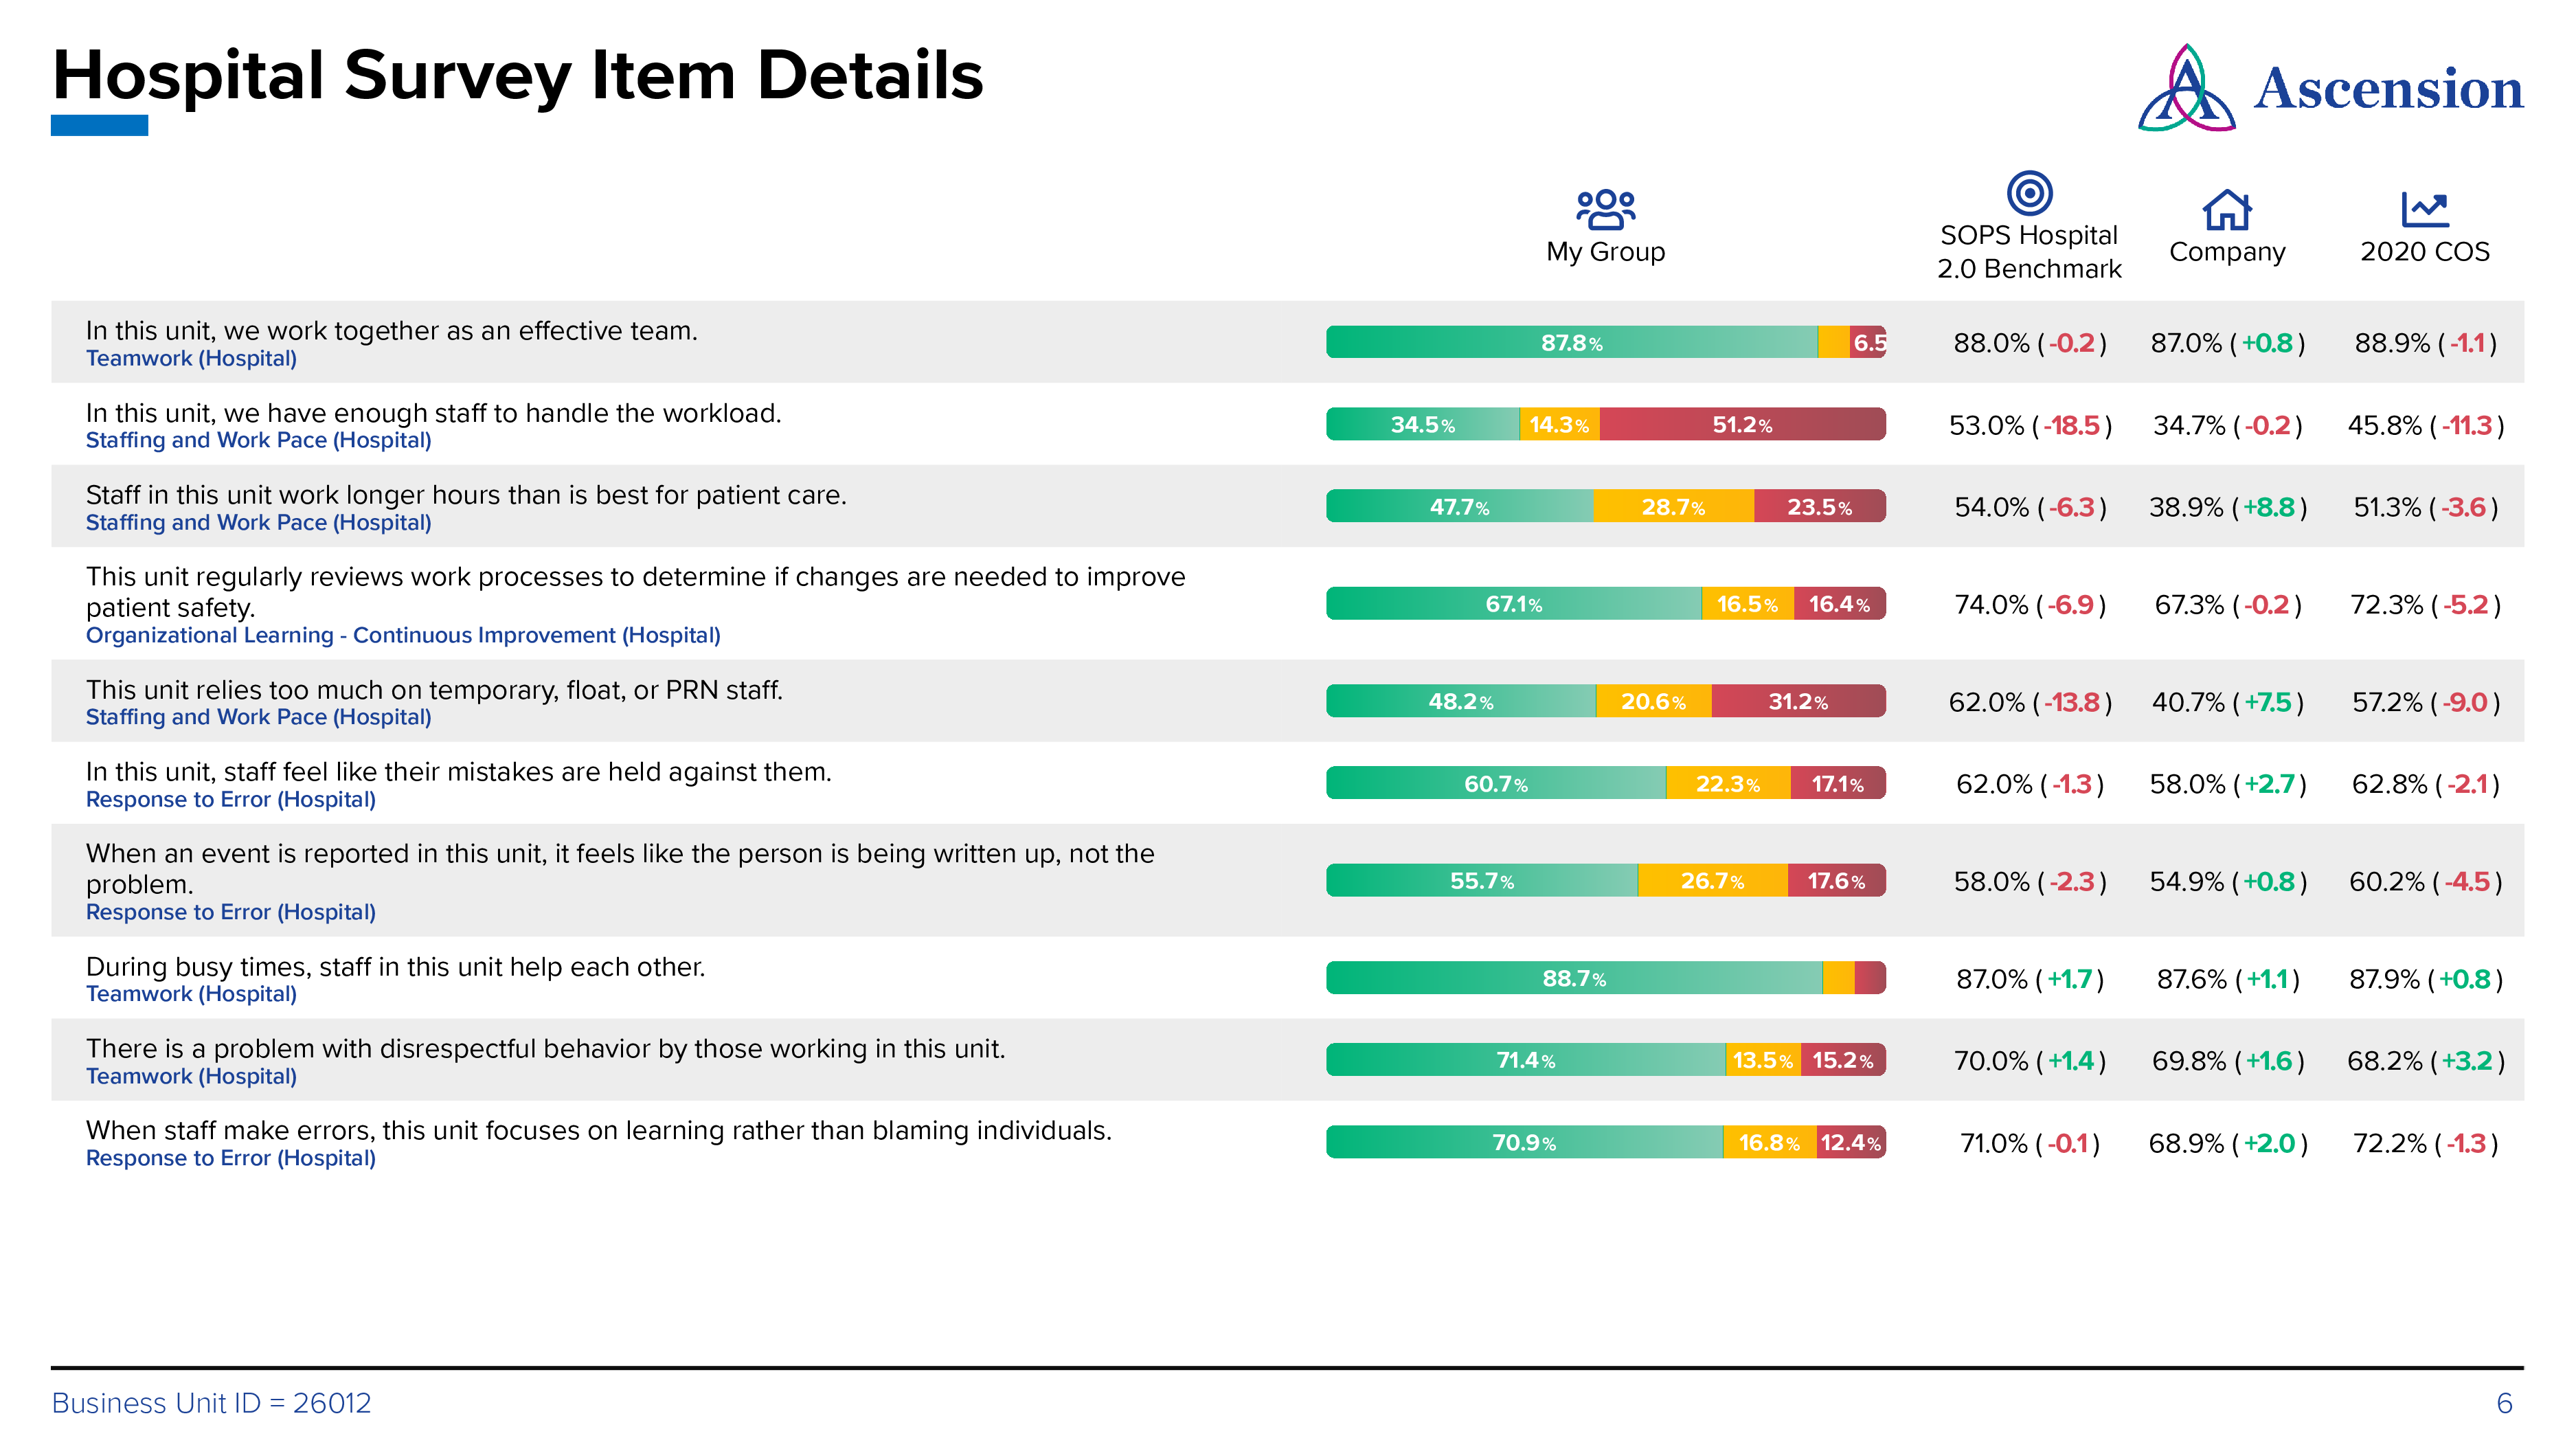 Hospital Survey Item Details
Ascension
My Group
SOPS Hospital
2.0 Benchmark
Company
2020 COS
In this unit, we work together as an effective team.
Teamwork (Hospital)
87.8% 6.5
88.0% ( -0.2 ) 87.0% ( +0.8 ) 88.9% ( -1.1 )
In this unit, we have enough staff to handle the workload.
Staffing and Work Pace (Hospital)
34.5% 14.3% 51.2%
53.0% ( -18.5 ) 34.7% ( -0.2 ) 45.8% ( -11.3 )
Staff in this unit work longer hours than is best for patient care.
Staffing and Work Pace (Hospital)
47.7% 28.7% 23.5%
54.0% ( -6.3 ) 38.9% ( +8.8 ) 51.3% ( -3.6 )
This unit regularly reviews work processes to determine if changes are needed to improve
patient safety.
Organizational Learning - Continuous Improvement (Hospital)
67.1% 16.5% 16.4%
74.0% ( -6.9 ) 67.3% ( -0.2 ) 72.3% ( -5.2 )
This unit relies too much on temporary, float, or PRN staff.
Staffing and Work Pace (Hospital)
48.2% 20.6% 31.2%
62.0% ( -13.8 ) 40.7% ( +7.5 ) 57.2% ( -9.0 )
In this unit, staff feel like their mistakes are held against them.
Response to Error (Hospital)
60.7% 22.3% 17.1%
62.0% ( -1.3 ) 58.0% ( +2.7 ) 62.8% ( -2.1 )
When an event is reported in this unit, it feels like the person is being written up, not the
problem.
Response to Error (Hospital)
55.7% 26.7% 17.6%
58.0% ( -2.3 ) 54.9% ( +0.8 ) 60.2% ( -4.5 )
During busy times, staff in this unit help each other.
Teamwork (Hospital)
88.7%
87.0% ( +1.7 ) 87.6% ( +1.1 ) 87.9% ( +0.8 )
There is a problem with disrespectful behavior by those working in this unit.
Teamwork (Hospital)
71.4% 13.5% 15.2%
70.0% ( +1.4 ) 69.8% ( +1.6 ) 68.2% ( +3.2 )
When staff make errors, this unit focuses on learning rather than blaming individuals.
Response to Error (Hospital)
70.9% 16.8% 12.4%
71.0% ( -0.1 ) 68.9% ( +2.0 ) 72.2% ( -1.3 )
Business Unit ID = 26012
6